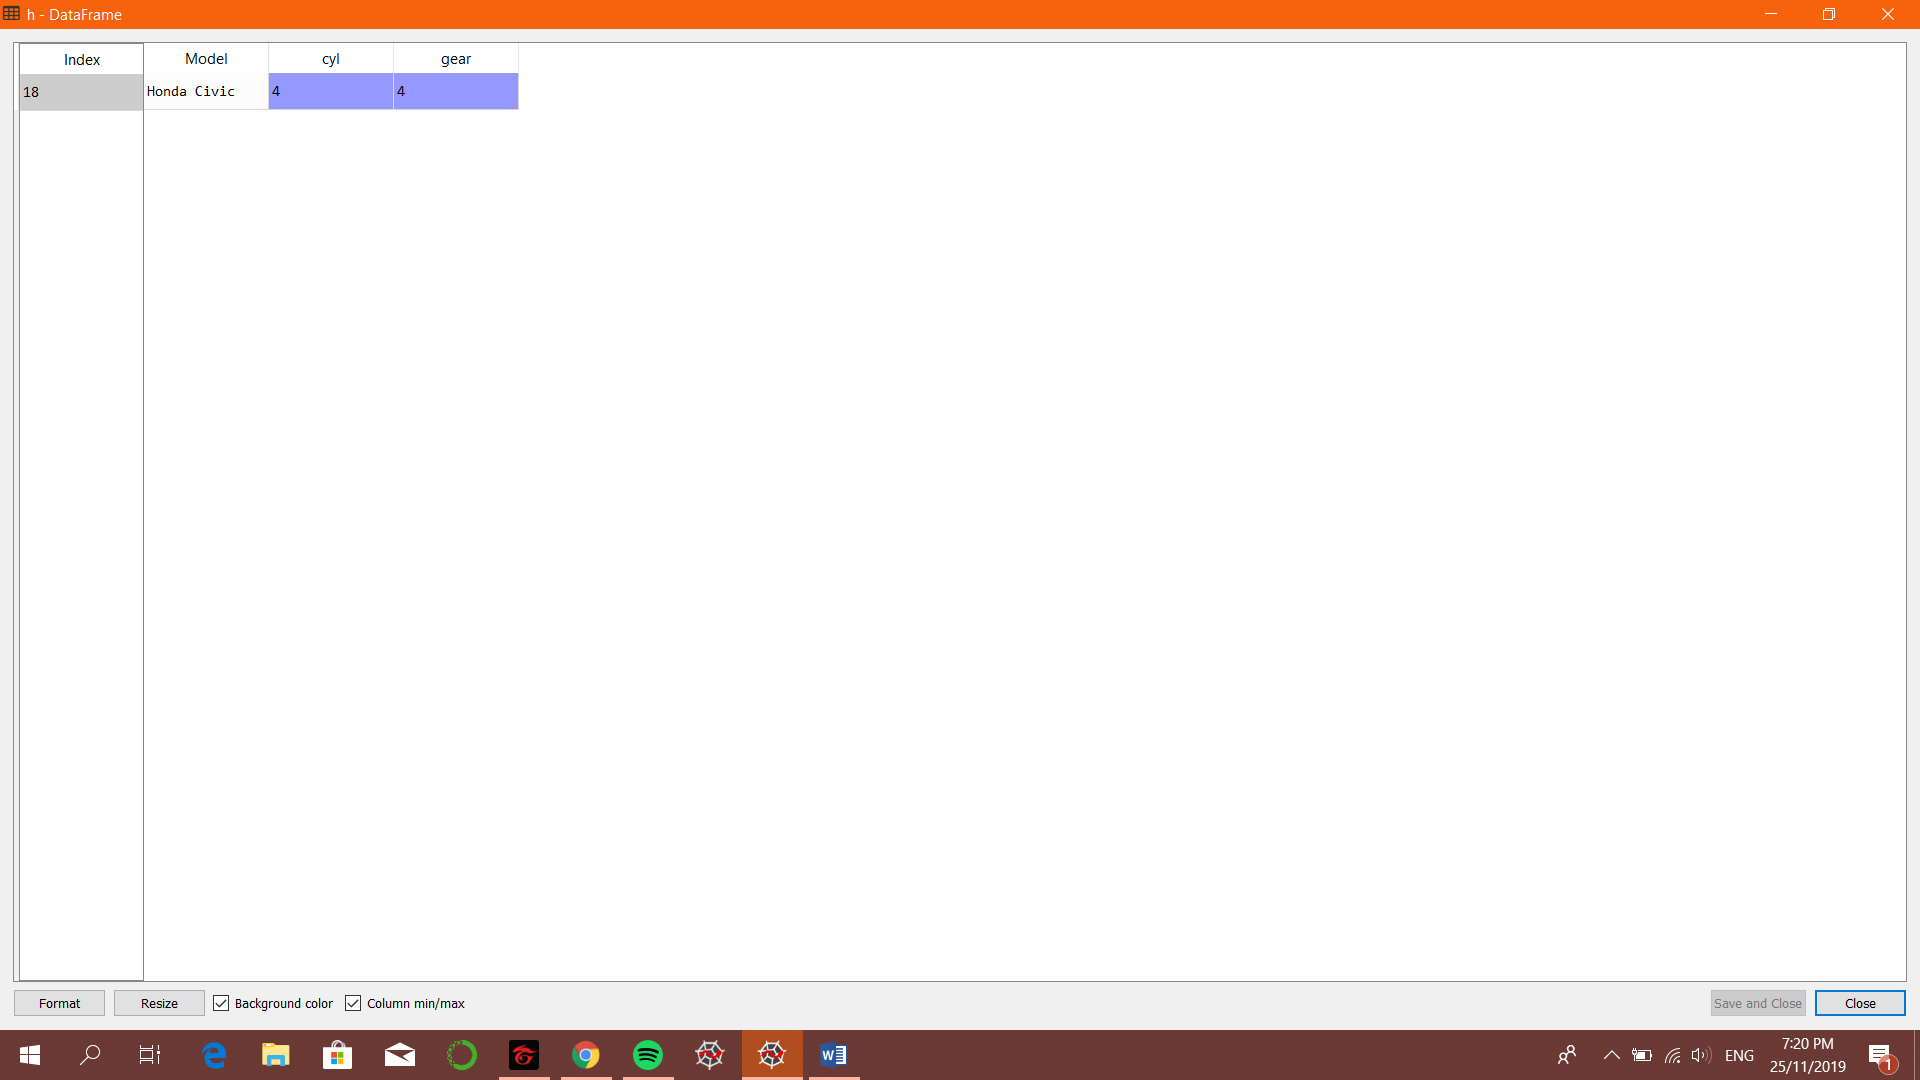 h - DataFrame
Index Model cyl gear
18 Honda Civic 4 4
Format Resize Background color Column min/max Save and Close Close
ENG 7:20 PM
25/11/2019 1